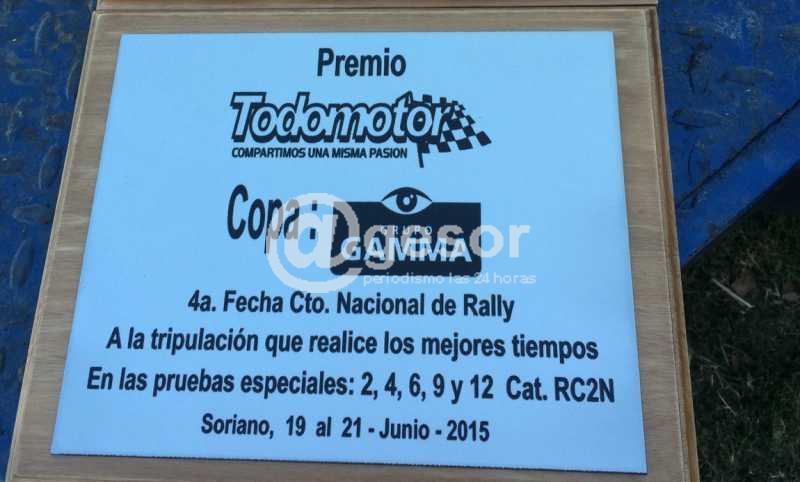 Premio
Todomotor
COMPARTIMOS UNA MISMA PASION
Copa :
GRUPO
GAMMA
@gesor
periodismo las 24 horas
4a. Fecha Cto. Nacional de Rally
A la tripulación que realice los mejores tiempos
En las pruebas especiales: 2, 4, 6, 9 y 12 Cat. RC2N
Soriano, 19 al 21 - Junio - 2015